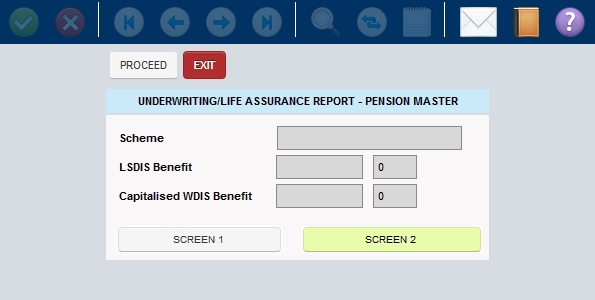 PROCEED EXIT
UNDERWRITING/LIFE ASSURANCE REPORT - PENSION MASTER
Scheme
LSDIS Benefit 0
Capitalised WDIS Benefit 0
SCREEN 1 SCREEN 2